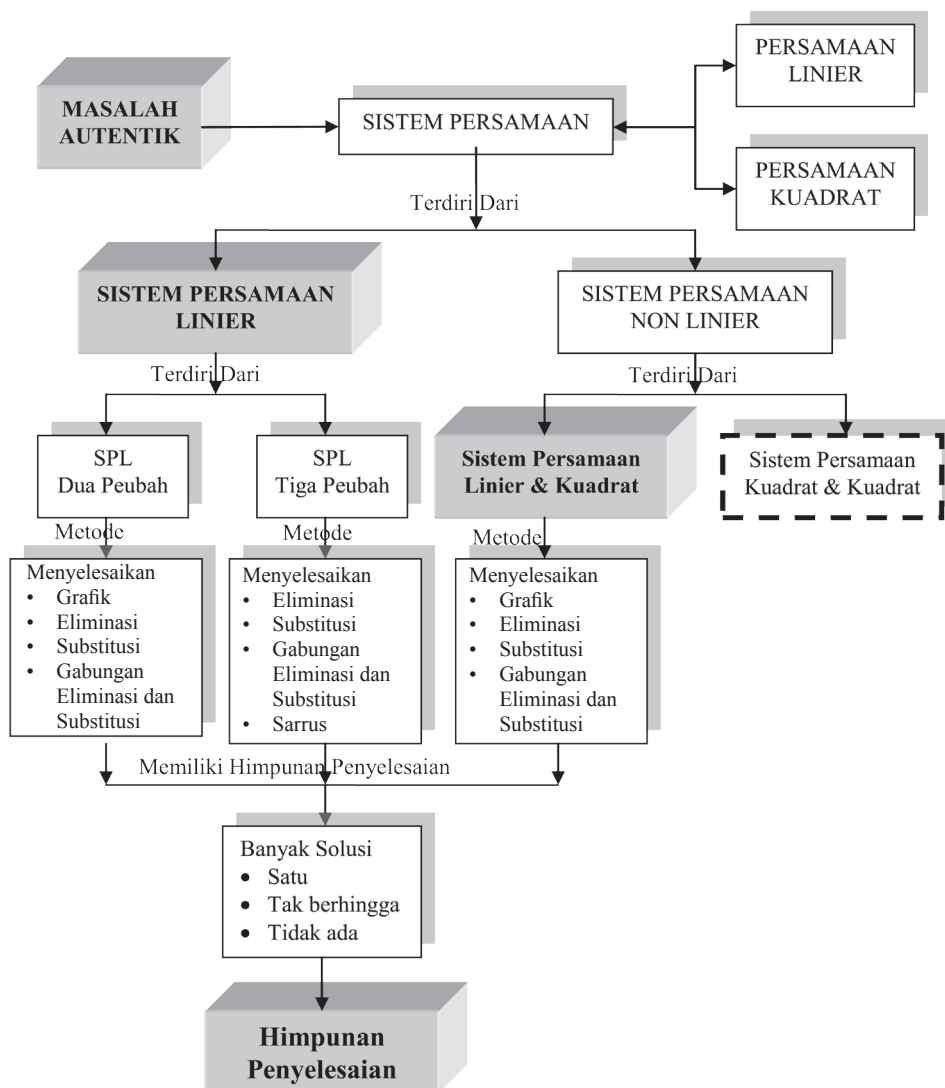 PERSAMAAN
LINIER
MASALAH
AUTENTIK
SISTEM PERSAMAAN
PERSAMAAN
KUADRAT
Terdiri Dari
SISTEM PERSAMAAN
LINIER
SISTEM PERSAMAAN
NON LINIER
Terdiri Dari
Terdiri Dari
SPL
Dua Peubah
SPL
Tiga Peubah
Sistem Persamaan
Linier & Kuadrat
Sistem Persamaan
Kuadrat & Kuadrat
Metode
Metode
Metode
Menyelesaikan
• Grafik
• Eliminasi
• Substitusi
• Gabungan
Eliminasi dan
Substitusi
Menyelesaikan
• Eliminasi
• Substitusi
• Gabungan
Eliminasi dan
Substitusi
• Sarrus
Menyelesaikan
• Grafik
• Eliminasi
• Substitusi
• Gabungan
Eliminasi dan
Substitusi
Memiliki Himpunan Penyelesaian
Banyak Solusi
• Satu
• Tak berhingga
• Tidak ada
Himpunan
Penyelesaian